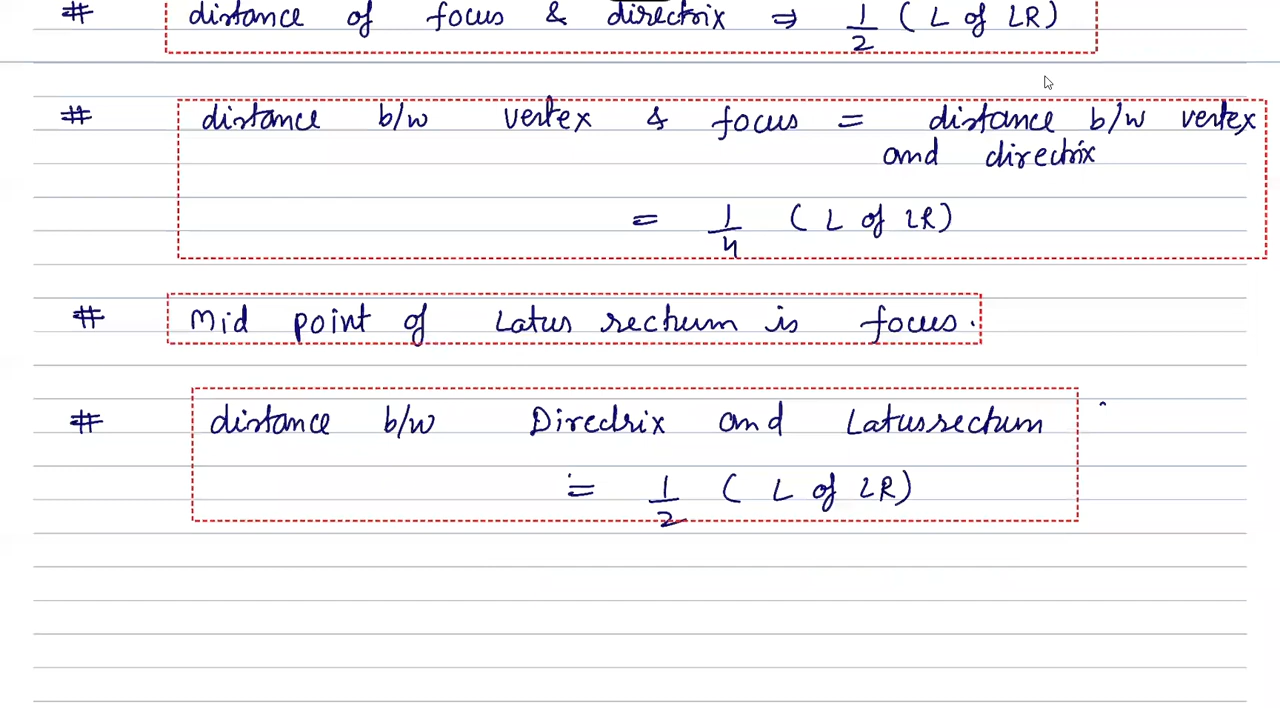 # distance of focus & directrix ⇒ 1/2 ( L of LR)
# distance b/w vertex & focus = distance b/w vertex
and directrix
= 1/4 ( L of LR)
# Mid point of Latus rectum is focus.
# distance b/w Directrix and Latusrectum
= 1/2 ( L of LR)